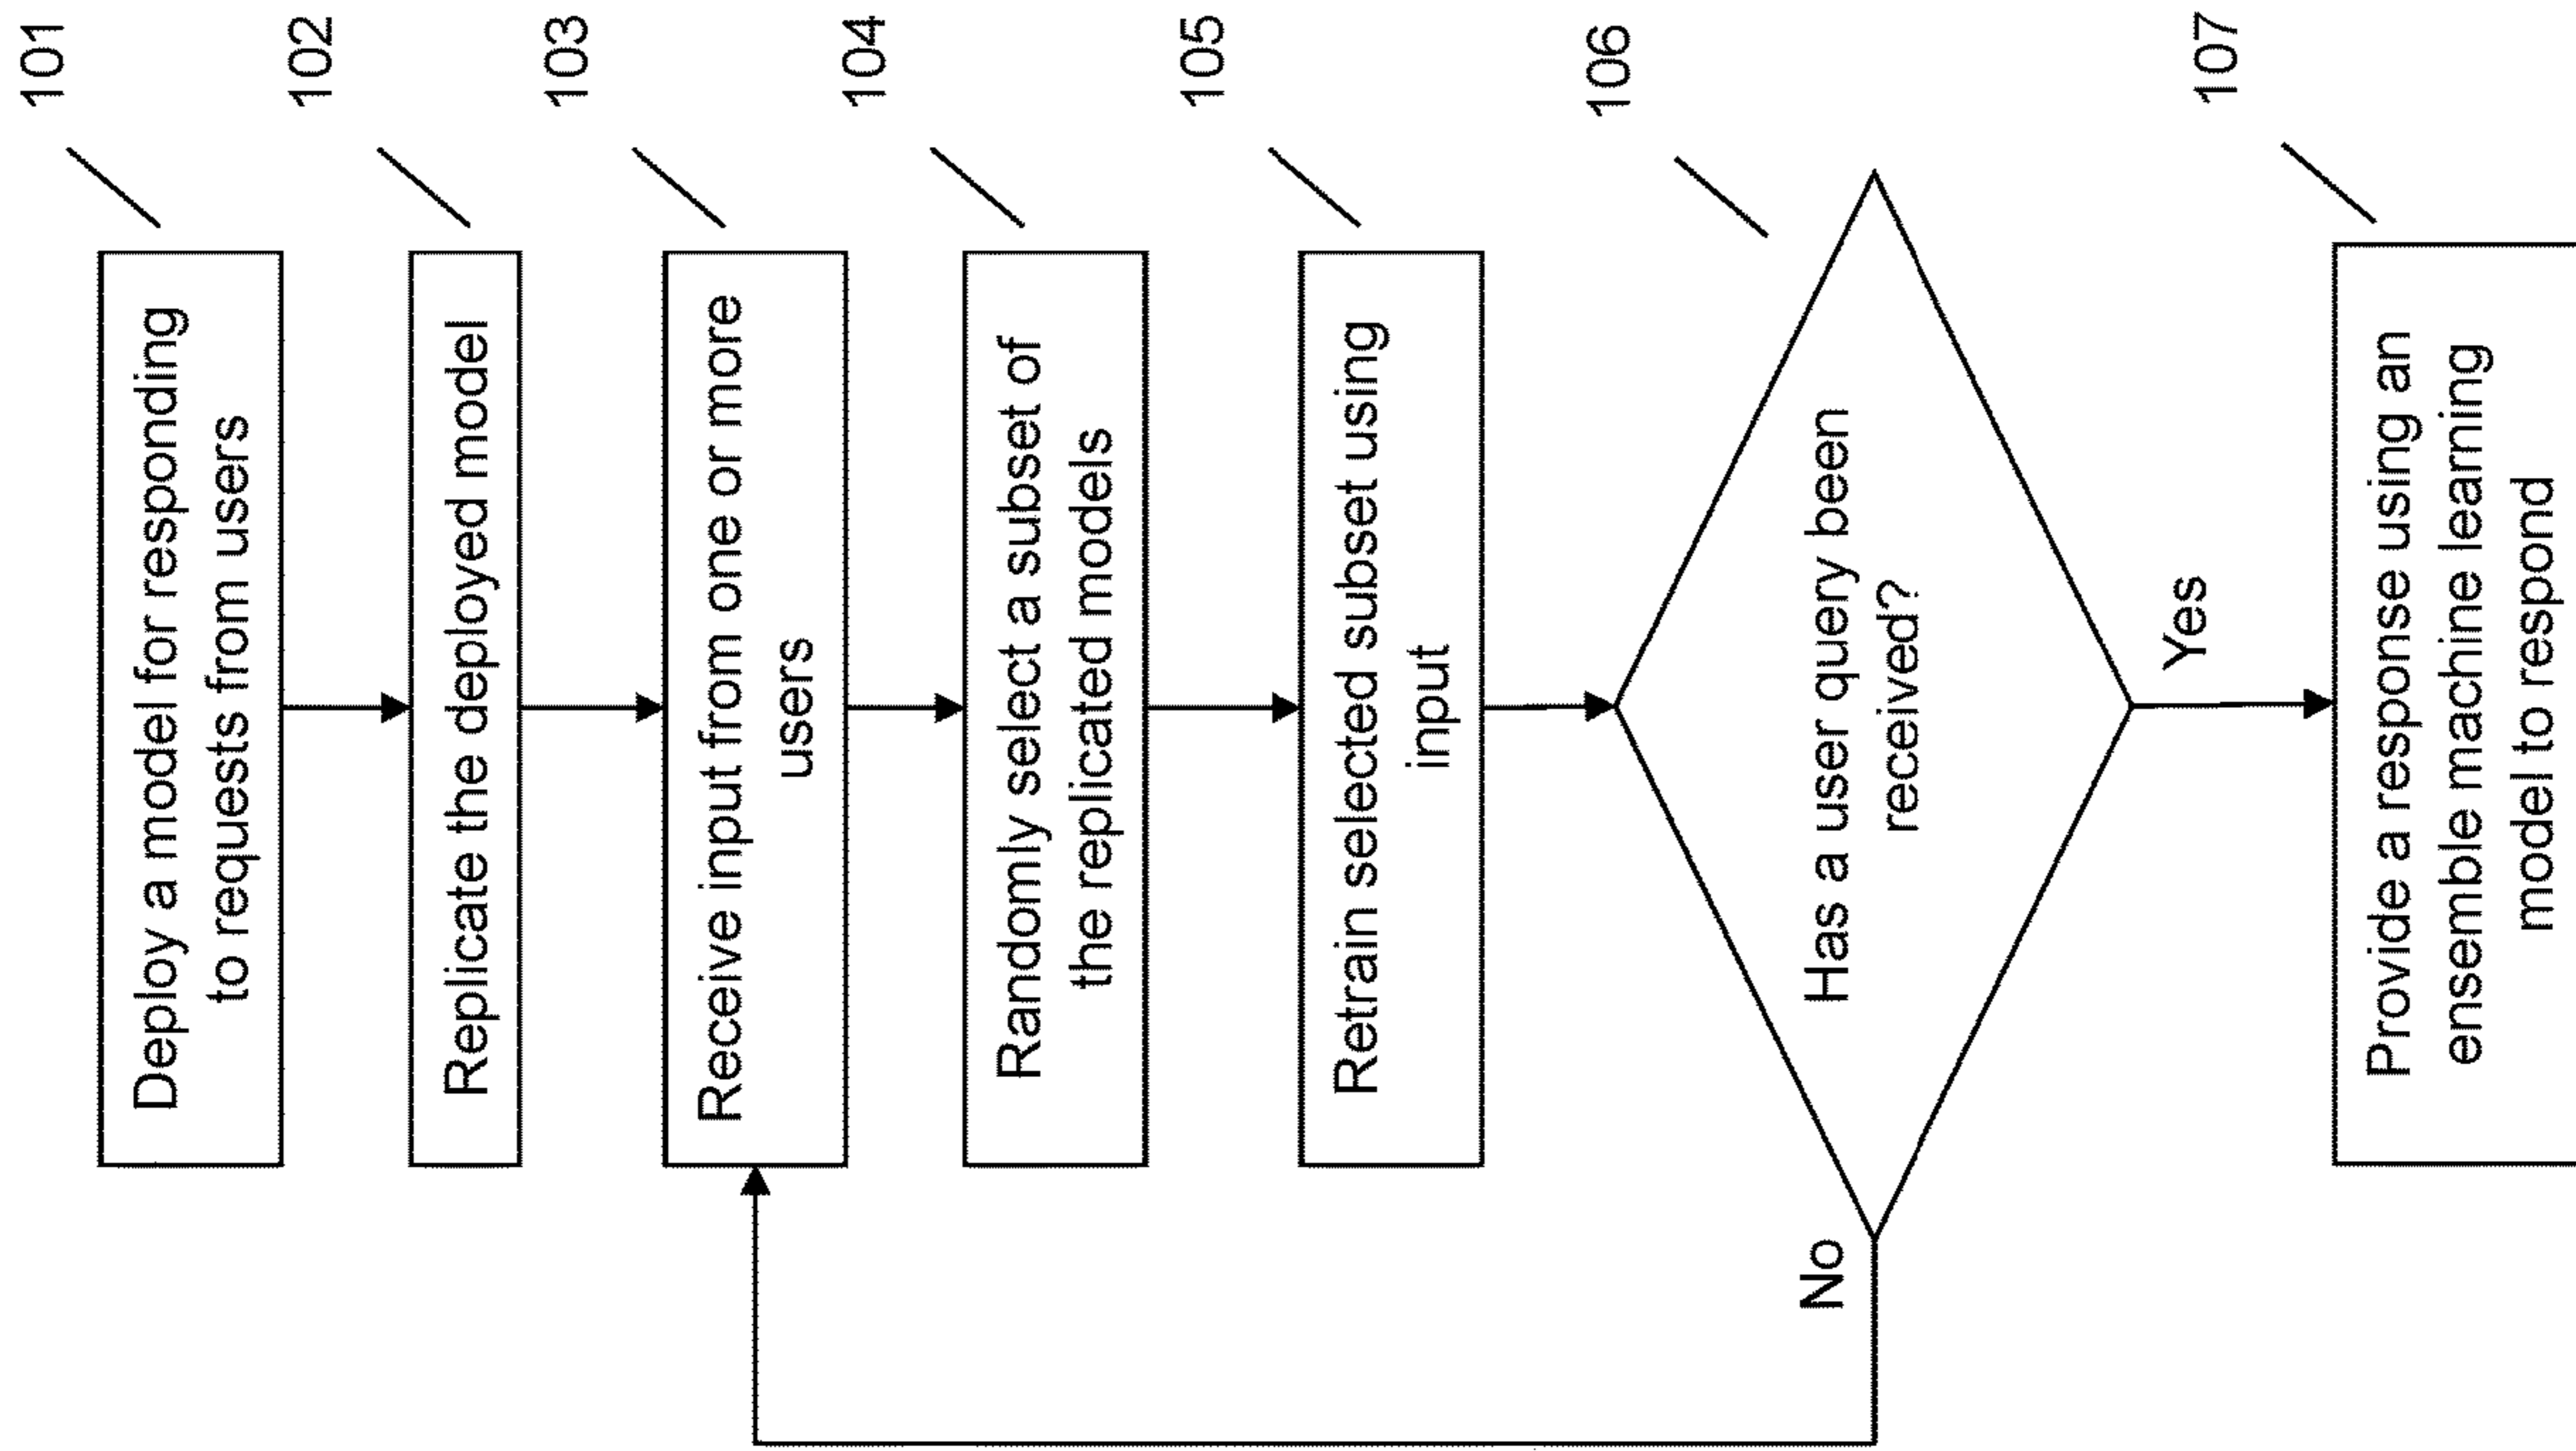 101
Deploy a model for responding
to requests from users
102
Replicate the deployed model
103
Receive input from one or more
users
104
Randomly select a subset of
the replicated models
105
Retrain selected subset using
input
106
Has a user query been
received?
No
Yes
107
Provide a response using an
ensemble machine learning
model to respond